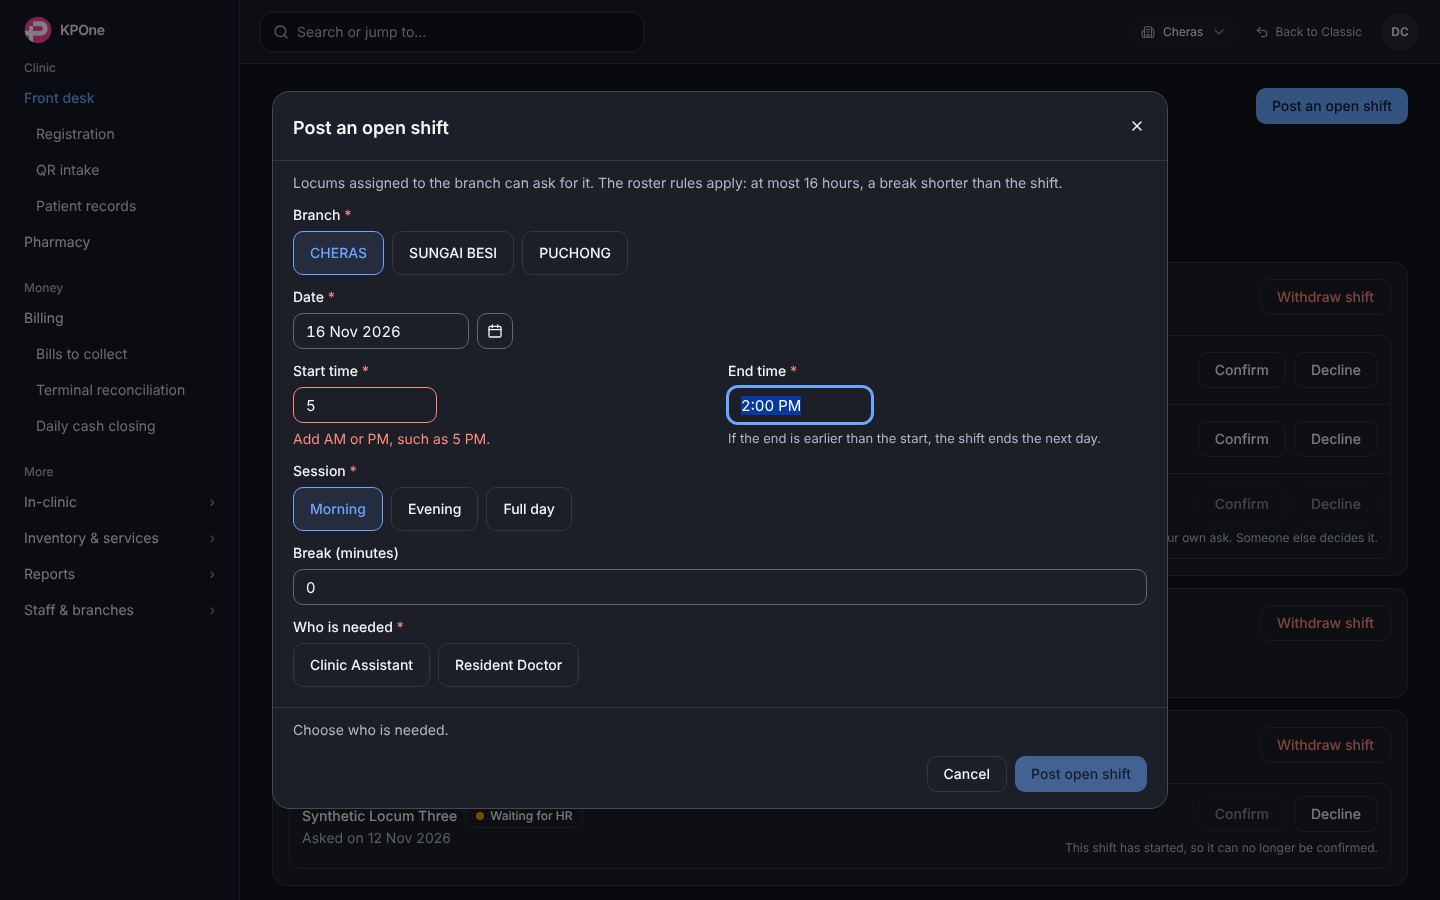 KPOne
Search or jump to...
Cheras
Back to Classic
DC
Clinic
Front desk
Registration
QR intake
Patient records
Pharmacy
Money
Billing
Bills to collect
Terminal reconciliation
Daily cash closing
More
In-clinic
Inventory & services
Reports
Staff & branches
Post an open shift
Post an open shift
Locums assigned to the branch can ask for it. The roster rules apply: at most 16 hours, a break shorter than the shift.
Branch *
CHERAS SUNGAI BESI PUCHONG
Date *
16 Nov 2026
Start time *
5
Add AM or PM, such as 5 PM.
End time *
2:00 PM
If the end is earlier than the start, the shift ends the next day.
Session *
Morning Evening Full day
Break (minutes)
0
Who is needed *
Clinic Assistant Resident Doctor
Choose who is needed.
Cancel Post open shift
Withdraw shift
Confirm Decline
Confirm Decline
Confirm Decline
ur own ask. Someone else decides it.
Withdraw shift
Withdraw shift
Synthetic Locum Three Waiting for HR
Asked on 12 Nov 2026
Confirm Decline
This shift has started, so it can no longer be confirmed.